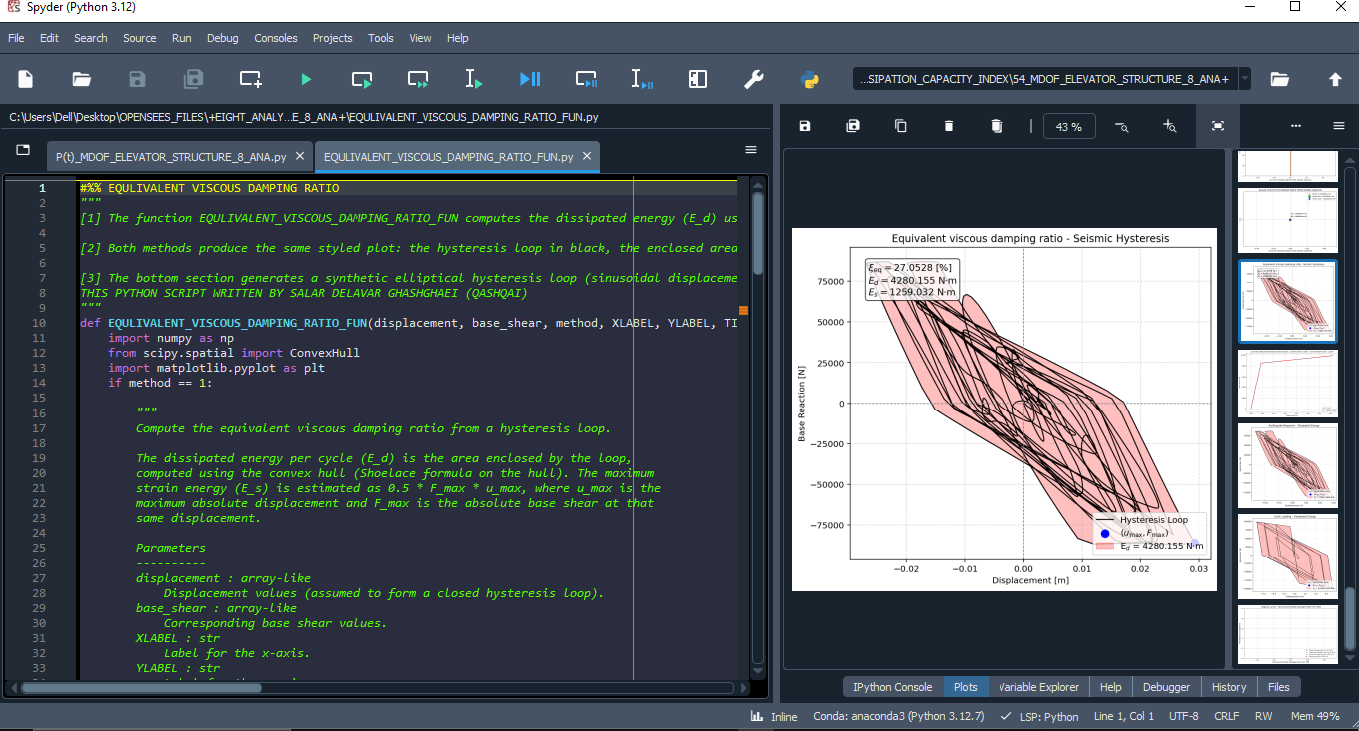 Spyder (Python 3.12)
File Edit Search Source Run Debug Consoles Projects Tools View Help
...SIPATION_CAPACITY_INDEX\54_MDOF_ELEVATOR_STRUCTURE_8_ANA+
C:\Users\Dell\Desktop\OPENSEES_FILES\+EIGHT_ANALY...E_8_ANA+\EQULIVALENT_VISCOUS_DAMPING_RATIO_FUN.py
P(t)_MDOF_ELEVATOR_STRUCTURE_8_ANA.py
EQULIVALENT_VISCOUS_DAMPING_RATIO_FUN.py
1 #%% EQULIVALENT VISCOUS DAMPING RATIO
2 """
3 [1] The function EQULIVALENT_VISCOUS_DAMPING_RATIO_FUN computes the dissipated energy (E_d) us
4
5 [2] Both methods produce the same styled plot: the hysteresis loop in black, the enclosed area
6
7 [3] The bottom section generates a synthetic elliptical hysteresis loop (sinusoidal displaceme
8 THIS PYTHON SCRIPT WRITTEN BY SALAR DELAVAR GHASHGHAEI (QASHQAI)
9 """
10 def EQULIVALENT_VISCOUS_DAMPING_RATIO_FUN(displacement, base_shear, method, XLABEL, YLABEL, TI
11 import numpy as np
12 from scipy.spatial import ConvexHull
13 import matplotlib.pyplot as plt
14 if method == 1:
15
16 """
17 Compute the equivalent viscous damping ratio from a hysteresis loop.
18
19 The dissipated energy per cycle (E_d) is the area enclosed by the loop,
20 computed using the convex hull (Shoelace formula on the hull). The maximum
21 strain energy (E_s) is estimated as 0.5 * F_max * u_max, where u_max is the
22 maximum absolute displacement and F_max is the absolute base shear at that
23 same displacement.
24
25 Parameters
26 ----------
27 displacement : array-like
28 Displacement values (assumed to form a closed hysteresis loop).
29 base_shear : array-like
30 Corresponding base shear values.
31 XLABEL : str
32 Label for the x-axis.
33 YLABEL : str
43 %
Equivalent viscous damping ratio - Seismic Hysteresis
ξeq = 27.0528 [%]
Ed = 4280.155 N·m
Es = 1259.032 N·m
75000
50000
25000
0
−25000
−50000
−75000
Base Reaction [N]
Hysteresis Loop
(umax, Fmax)
Ed = 4280.155 N·m
−0.02 −0.01 0.00 0.01 0.02 0.03
Displacement [m]
IPython Console Plots Variable Explorer Help Debugger History Files
Inline Conda: anaconda3 (Python 3.12.7) LSP: Python Line 1, Col 1 UTF-8 CRLF RW Mem 49%